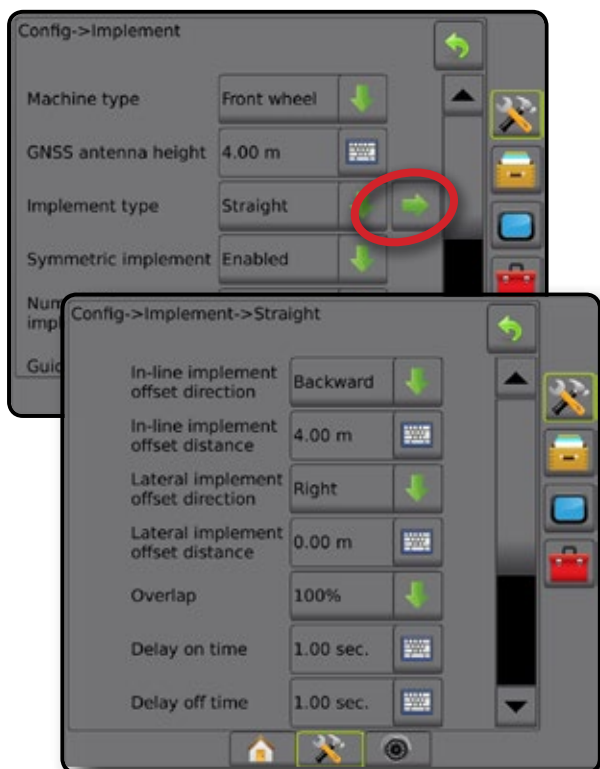 Config->Implement
Machine type Front wheel
GNSS antenna height 4.00 m
Implement type Straight
Symmetric implement Enabled
Num
impl
Guid
Config->Implement->Straight
In-line implement
offset direction
Backward
In-line implement
offset distance
4.00 m
Lateral implement
offset direction
Right
Lateral implement
offset distance
0.00 m
Overlap 100%
Delay on
time
1.00 sec.
Delay off
time
1.00 sec.